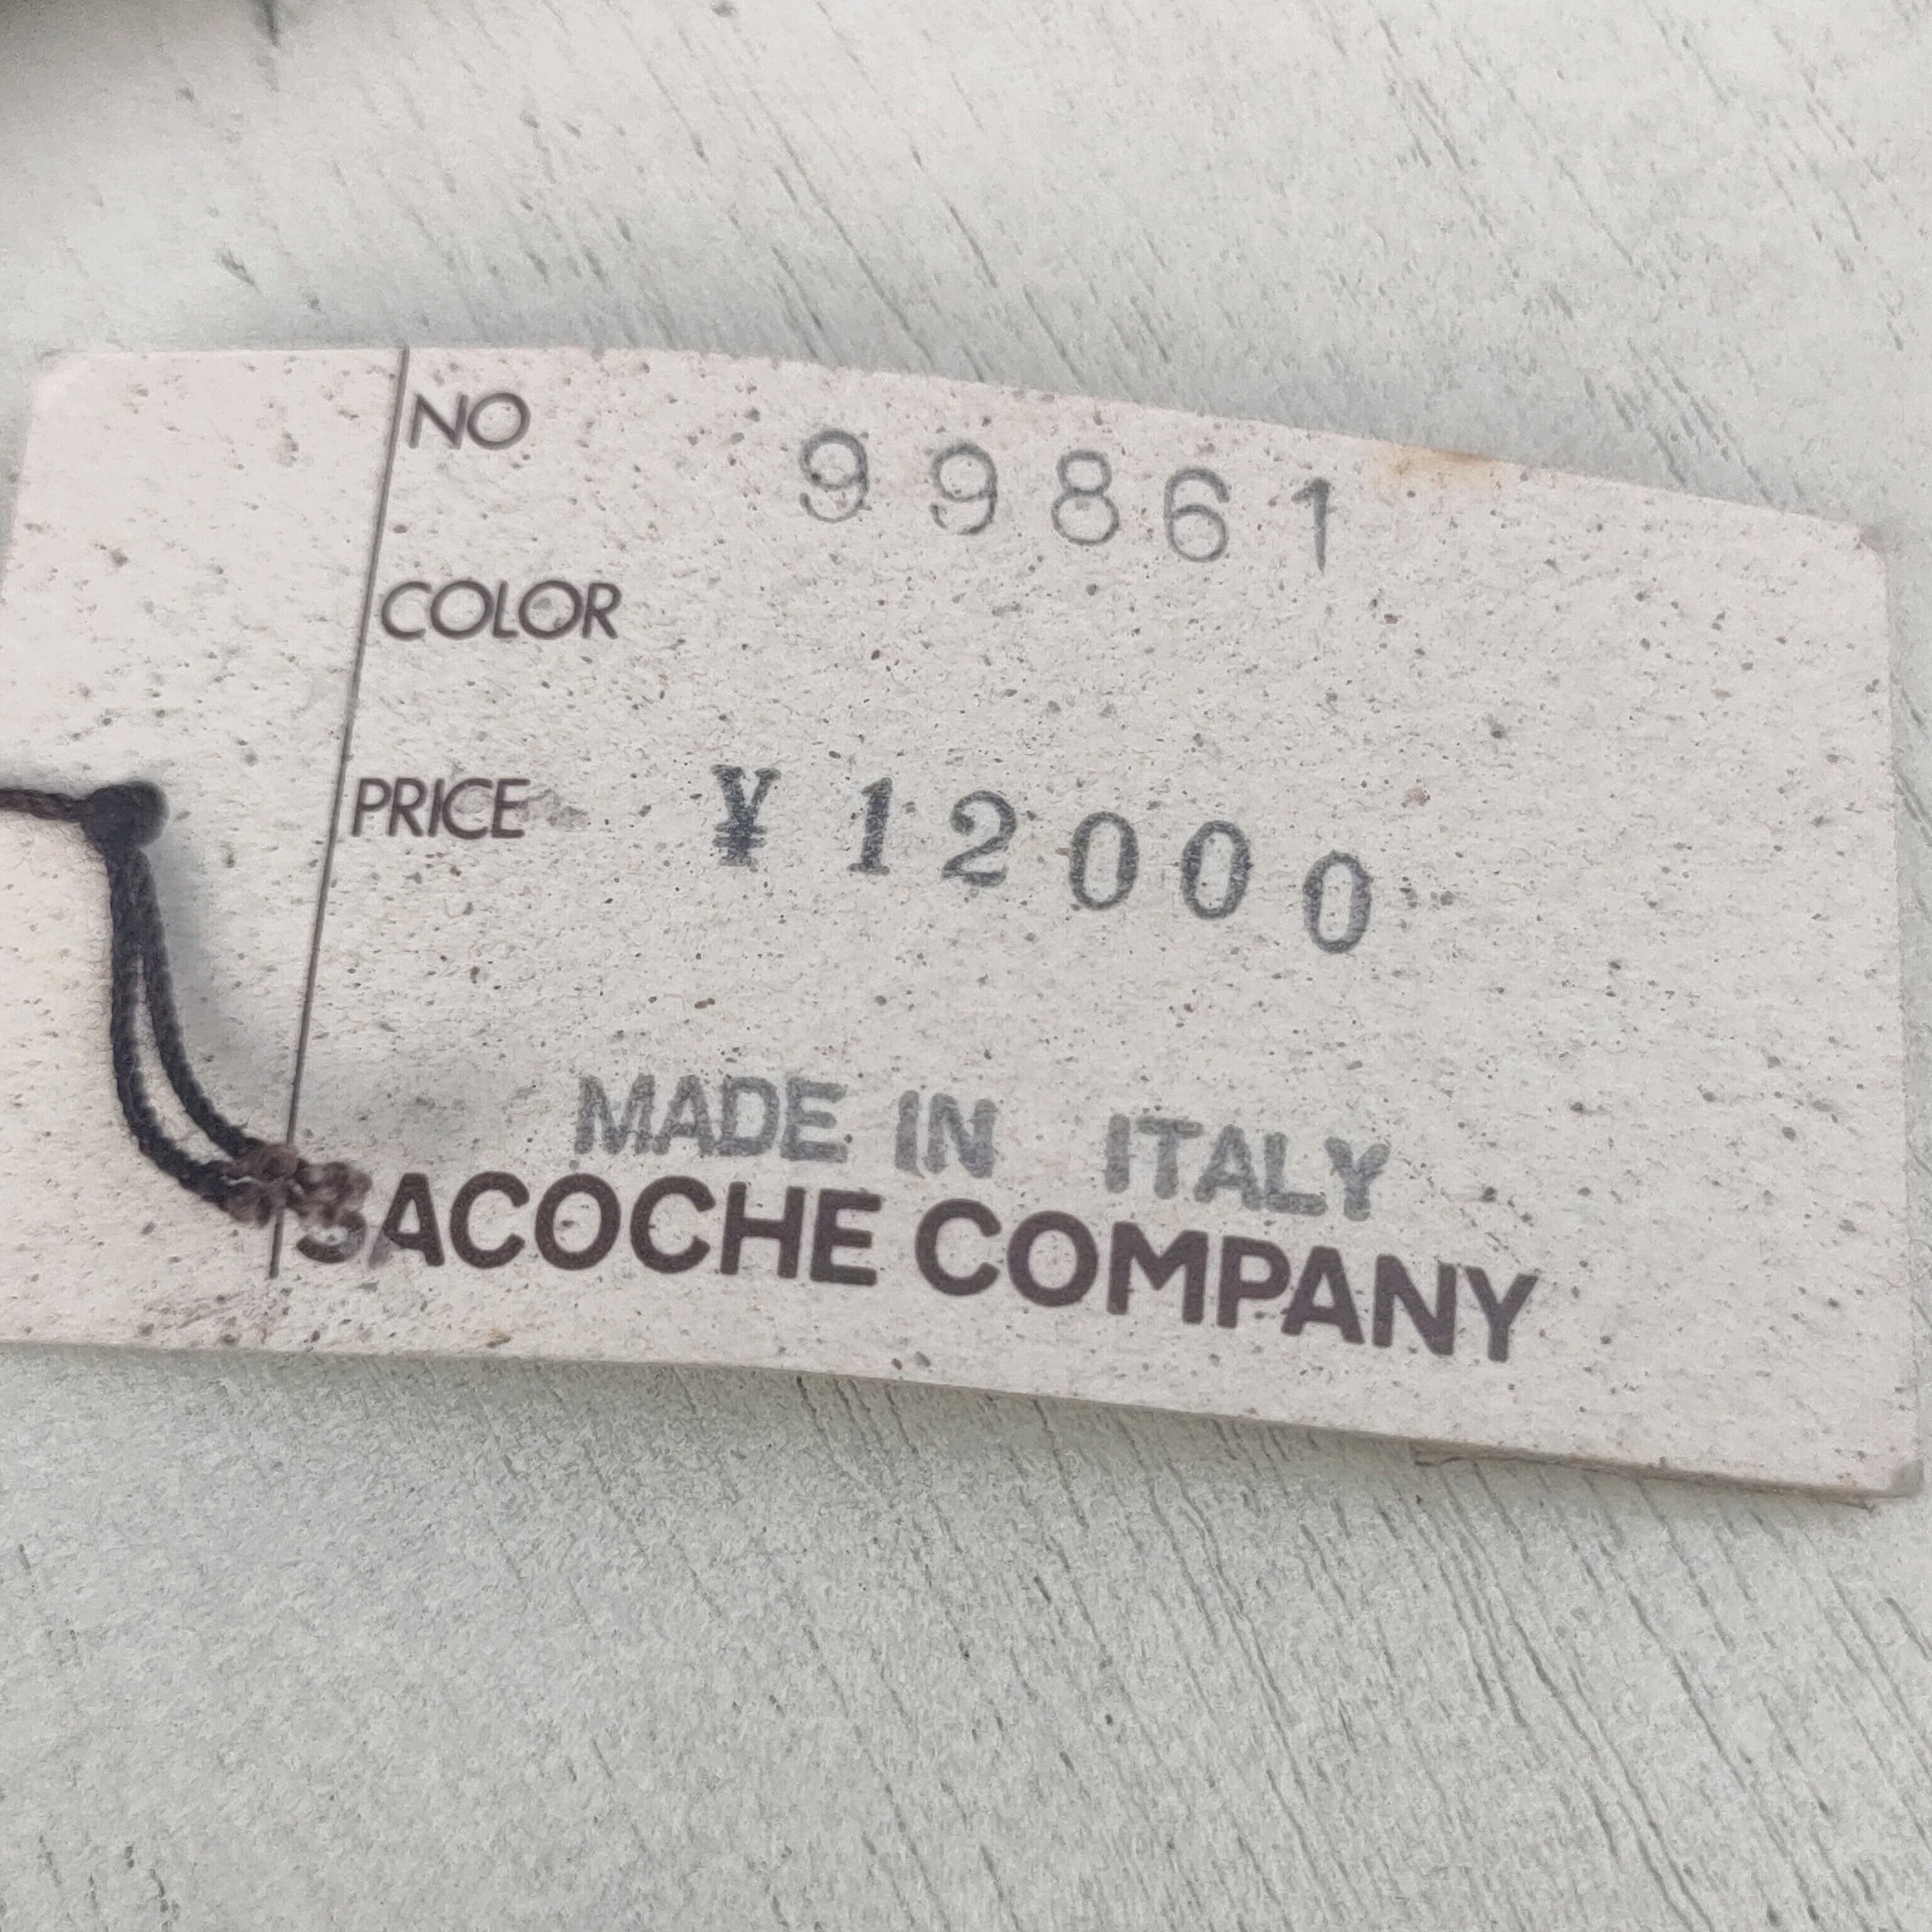 NO 99861
COLOR
PRICE ¥12000
MADE IN ITALY
SACOCHE COMPANY